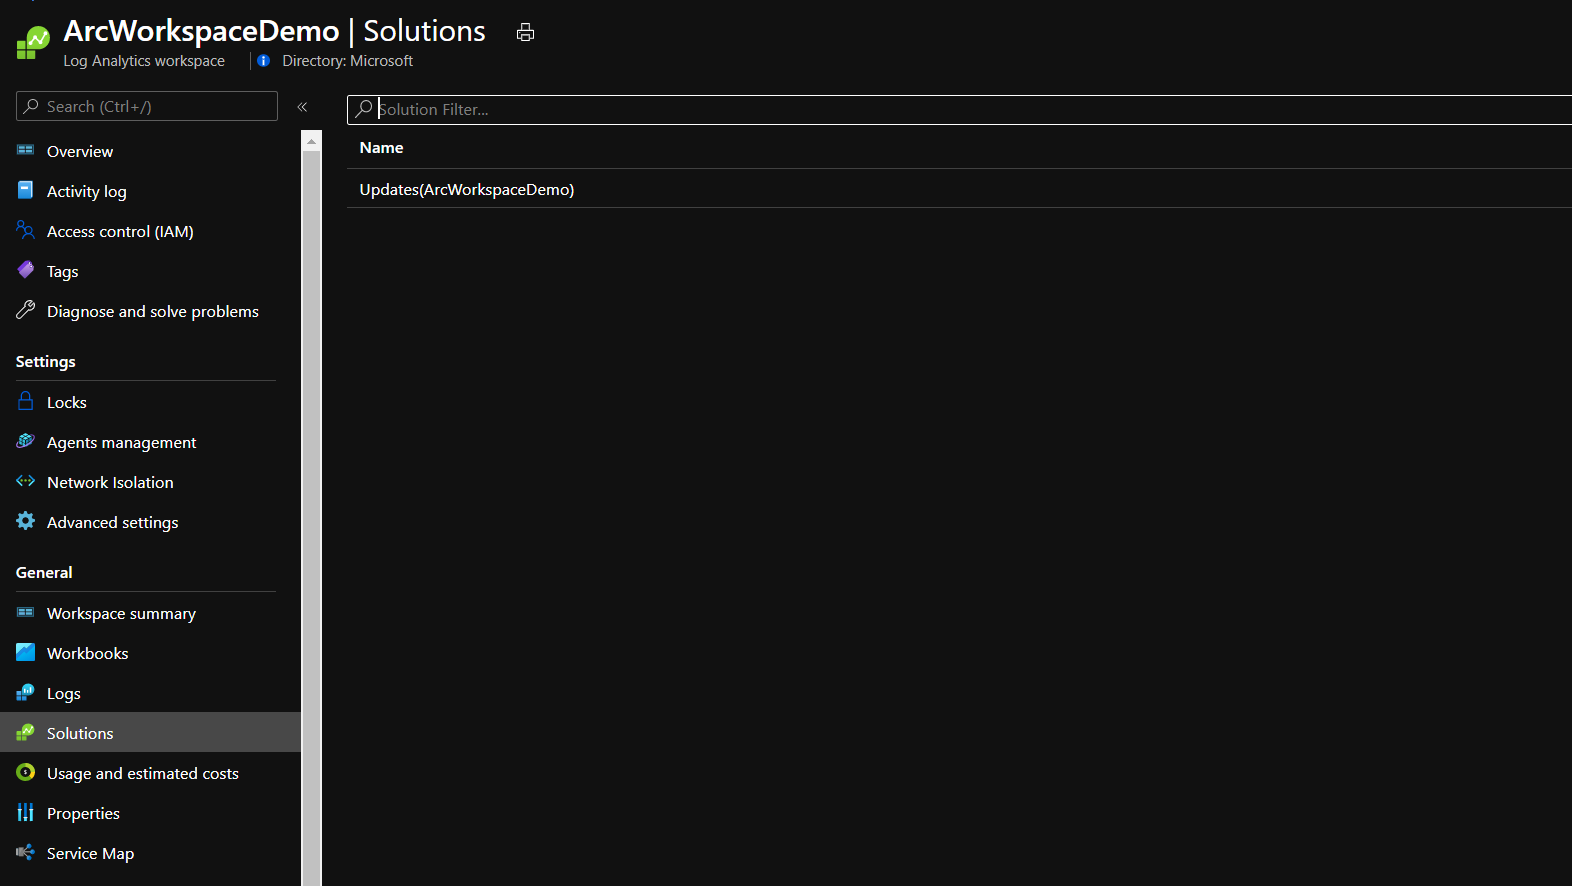 ArcWorkspaceDemo | Solutions
Log Analytics workspace
Directory: Microsoft
Search (Ctrl+/)
«
Overview
Activity log
Access control (IAM)
Tags
Diagnose and solve problems
Settings
Locks
Agents management
Network Isolation
Advanced settings
General
Workspace summary
Workbooks
Logs
Solutions
Usage and estimated costs
Properties
Service Map
Solution Filter...
Name
Updates(ArcWorkspaceDemo)